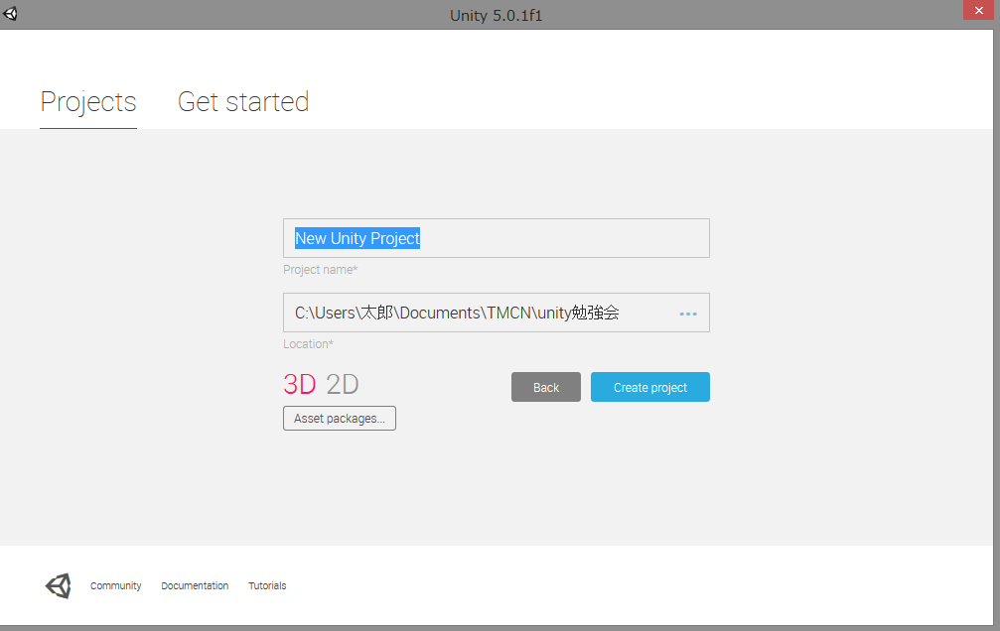 Unity 5.0.1f1
Projects Get started
New Unity Project
Project name*
C:\Users\太郎\Documents\TMCN\unity勉強会
Location*
3D 2D
Back Create project
Asset packages...
Community Documentation Tutorials